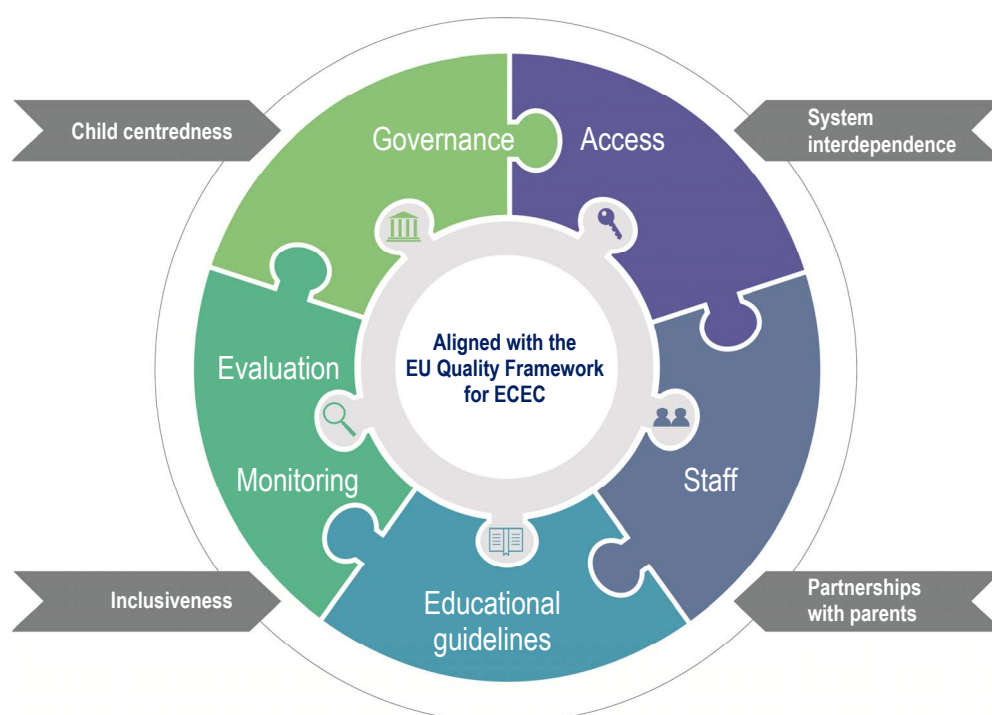 Child centredness
Governance
Access
System
interdependence
Aligned with the
EU Quality Framework
for ECEC
Evaluation
Monitoring
Staff
Inclusiveness
Educational
guidelines
Partnerships
with parents